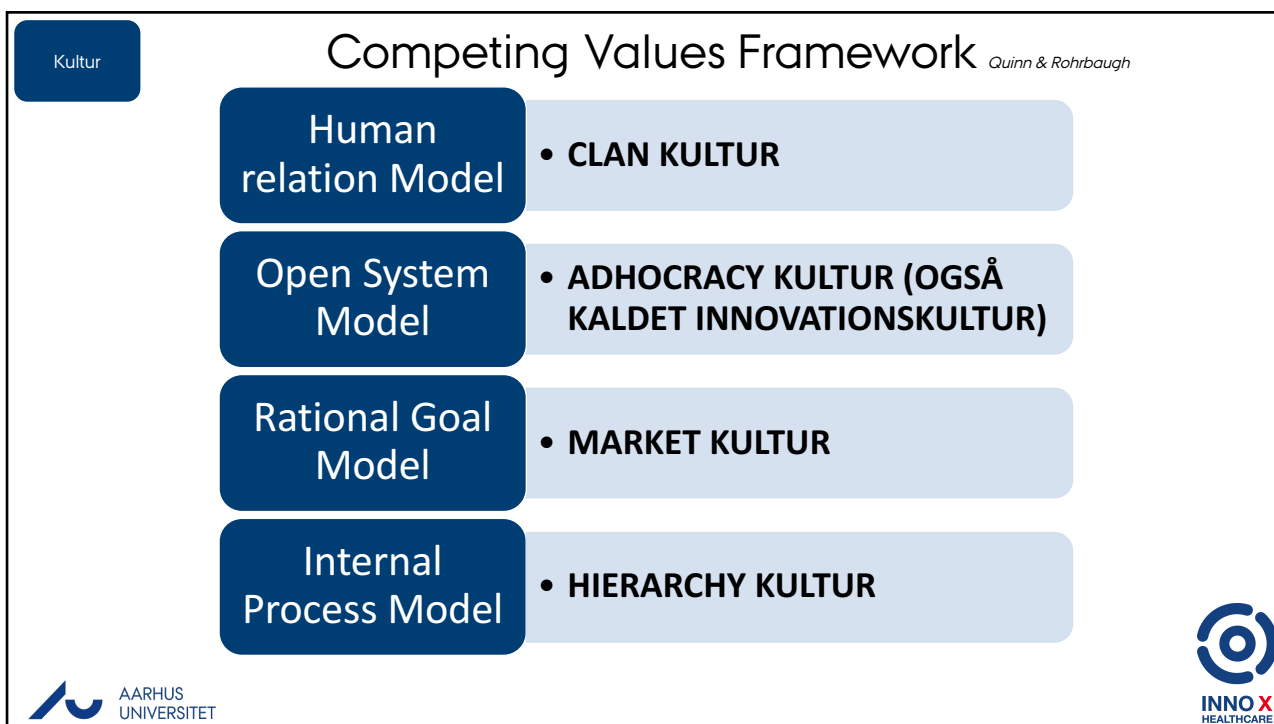 Kultur
Competing Values Framework Quinn & Rohrbaugh
Human
relation Model
• CLAN KULTUR
Open System
Model
• ADHOCRACY KULTUR (OGSÅ
KALDET INNOVATIONSKULTUR)
Rational Goal
Model
• MARKET KULTUR
Internal
Process Model
• HIERARCHY KULTUR
AARHUS
UNIVERSITET
INNO X
HEALTHCARE